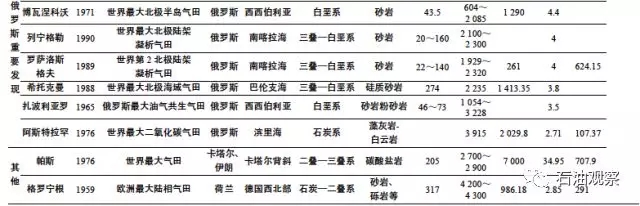 俄罗斯重要发现
博瓦涅科沃 1971 世界最大北极半岛气田 俄罗斯 西西伯利亚 白垩系 砂岩 43.5 604～2 085 1 290 4.4
列宁格勒 1990 世界最大北极陆架凝析气田 俄罗斯 南喀拉海 三叠—白垩系 砂岩 20~160 2 100～2 300 4
罗萨洛斯格夫 1989 世界第2北极陆架凝析气田 俄罗斯 南喀拉海 三叠—白垩系 砂岩 22~140 1 929～2 320 261 4 624.15
希托克曼 1988 世界最大北极海域气田 俄罗斯 巴伦支海 三叠系 硅质砂岩 274 2 235 1 413.35 3.8
扎波利亚罗 1965 俄罗斯最大油气共生气田 俄罗斯 西西伯利亚 白垩系 砂岩粉砂岩 46~73 1 054～3 228 3.5
阿斯特拉罕 1976 世界最大二氧化碳气田 俄罗斯 滨里海 石炭系 藻灰岩-白云岩 3 915 2 029.8 2.71 107.37
其他
帕斯 1976 世界最大气田 卡塔尔、伊朗 卡塔尔背斜 二叠—三叠系 碳酸盐岩 205 2 700～2 900 7 000 34.95 707.9
格罗宁根 1959 欧洲最大陆相气田 荷兰 德国西北部 石炭—二叠系 砂岩、砾岩等 317 4 200～4 300 986.18 2.85 291
石油观察